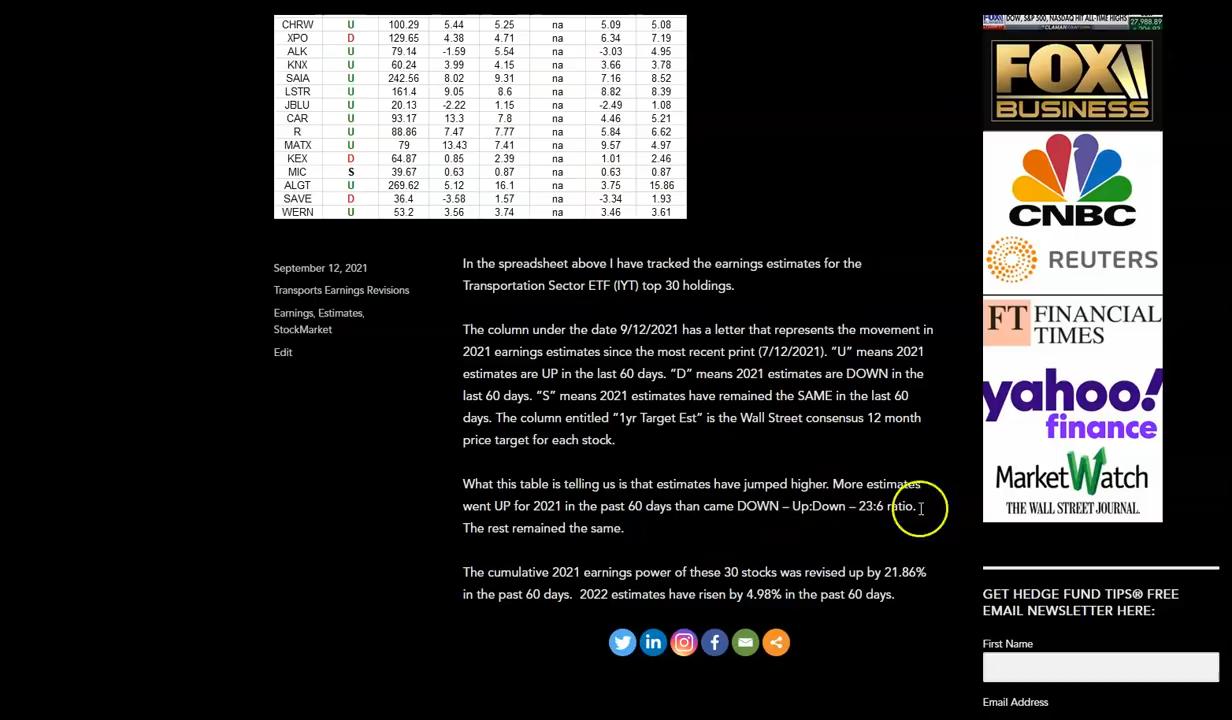 CHRW U 100.29 5.44 5.25 na 5.09 5.08
XPO D 129.65 4.38 4.71 na 6.34 7.19
ALK U 79.14 -1.59 5.54 na -3.03 4.95
KNX U 60.24 3.99 4.15 na 3.66 3.78
SAIA U 242.56 8.02 9.31 na 7.16 8.52
LSTR U 161.4 9.05 8.6 na 8.82 8.39
JBLU U 20.13 -2.22 1.15 na -2.49 1.08
CAR U 93.17 13.3 7.8 na 4.46 5.21
R U 88.86 7.47 7.77 na 5.84 6.62
MATX U 79 13.43 7.41 na 9.57 4.97
KEX D 64.87 0.85 2.39 na 1.01 2.46
MIC S 39.67 0.63 0.87 na 0.63 0.87
ALGT U 269.62 5.12 16.1 na 3.75 15.86
SAVE D 36.4 -3.58 1.57 na -3.34 1.93
WERN U 53.2 3.56 3.74 na 3.46 3.61
September 12, 2021
Transports Earnings Revisions
Earnings, Estimates,
StockMarket
Edit
In the spreadsheet above I have tracked the earnings estimates for the
Transportation Sector ETF (IYT) top 30 holdings.
The column under the date 9/12/2021 has a letter that represents the movement in
2021 earnings estimates since the most recent print (7/12/2021). “U” means 2021
estimates are UP in the last 60 days. “D” means 2021 estimates are DOWN in the
last 60 days. “S” means 2021 estimates have remained the SAME in the last 60
days. The column entitled “1yr Target Est” is the Wall Street consensus 12 month
price target for each stock.
What this table is telling us is that estimates have jumped higher. More estimates
went UP for 2021 in the past 60 days than came DOWN – Up:Down – 23:6 ratio.
The rest remained the same.
The cumulative 2021 earnings power of these 30 stocks was revised up by 21.86%
in the past 60 days. 2022 estimates have risen by 4.98% in the past 60 days.
DOW, S&P 500, NASDAQ HIT ALL-TIME HIGHS
27,988.89
FOX
BUSINESS
CNBC
REUTERS
FT FINANCIAL
TIMES
yahoo!
finance
MarketWatch
THE WALL STREET JOURNAL.
GET HEDGE FUND TIPS® FREE
EMAIL NEWSLETTER HERE:
First Name
Email Address